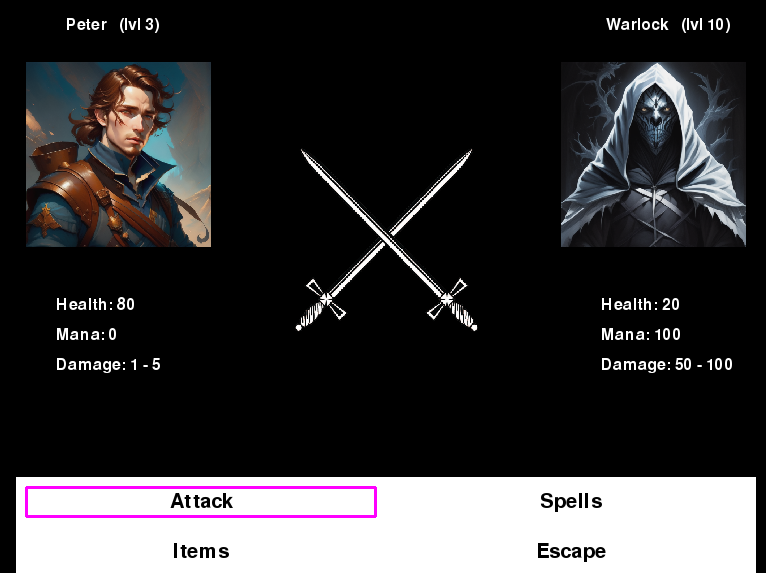 Peter (lvl 3)
Warlock (lvl 10)
Health: 80
Mana: 0
Damage: 1 - 5
Health: 20
Mana: 100
Damage: 50 - 100
Attack
Spells
Items
Escape